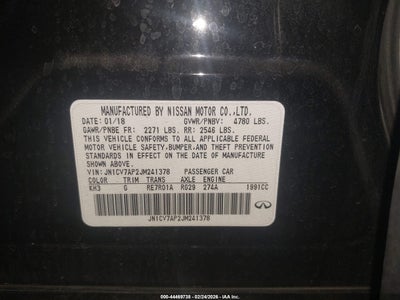 MANUFACTURED BY NISSAN MOTOR CO.,LTD.
DATE: 01/18 GVWR/PNBV: 4780 LBS.
GAWR/PNBE FR: 2271 LBS. RR: 2546 LBS.
THIS VEHICLE CONFORMS TO ALL APPLICABLE FEDERAL
MOTOR VEHICLE SAFETY,BUMPER,AND THEFT PREVENTION
STANDARDS IN EFFECT ON THE DATE OF MANUFACTURE
SHOWN ABOVE.
VIN: JN1CV7AP2JM241378 PASSENGER CAR
COLOR TRIM TRANS AXLE ENGINE
KH3 G RE7R01A RG29 274A 1991CC
JN1CV7AP2JM241378
INFINITI
000-44469738 - 02/24/2026 - IAA, Inc.